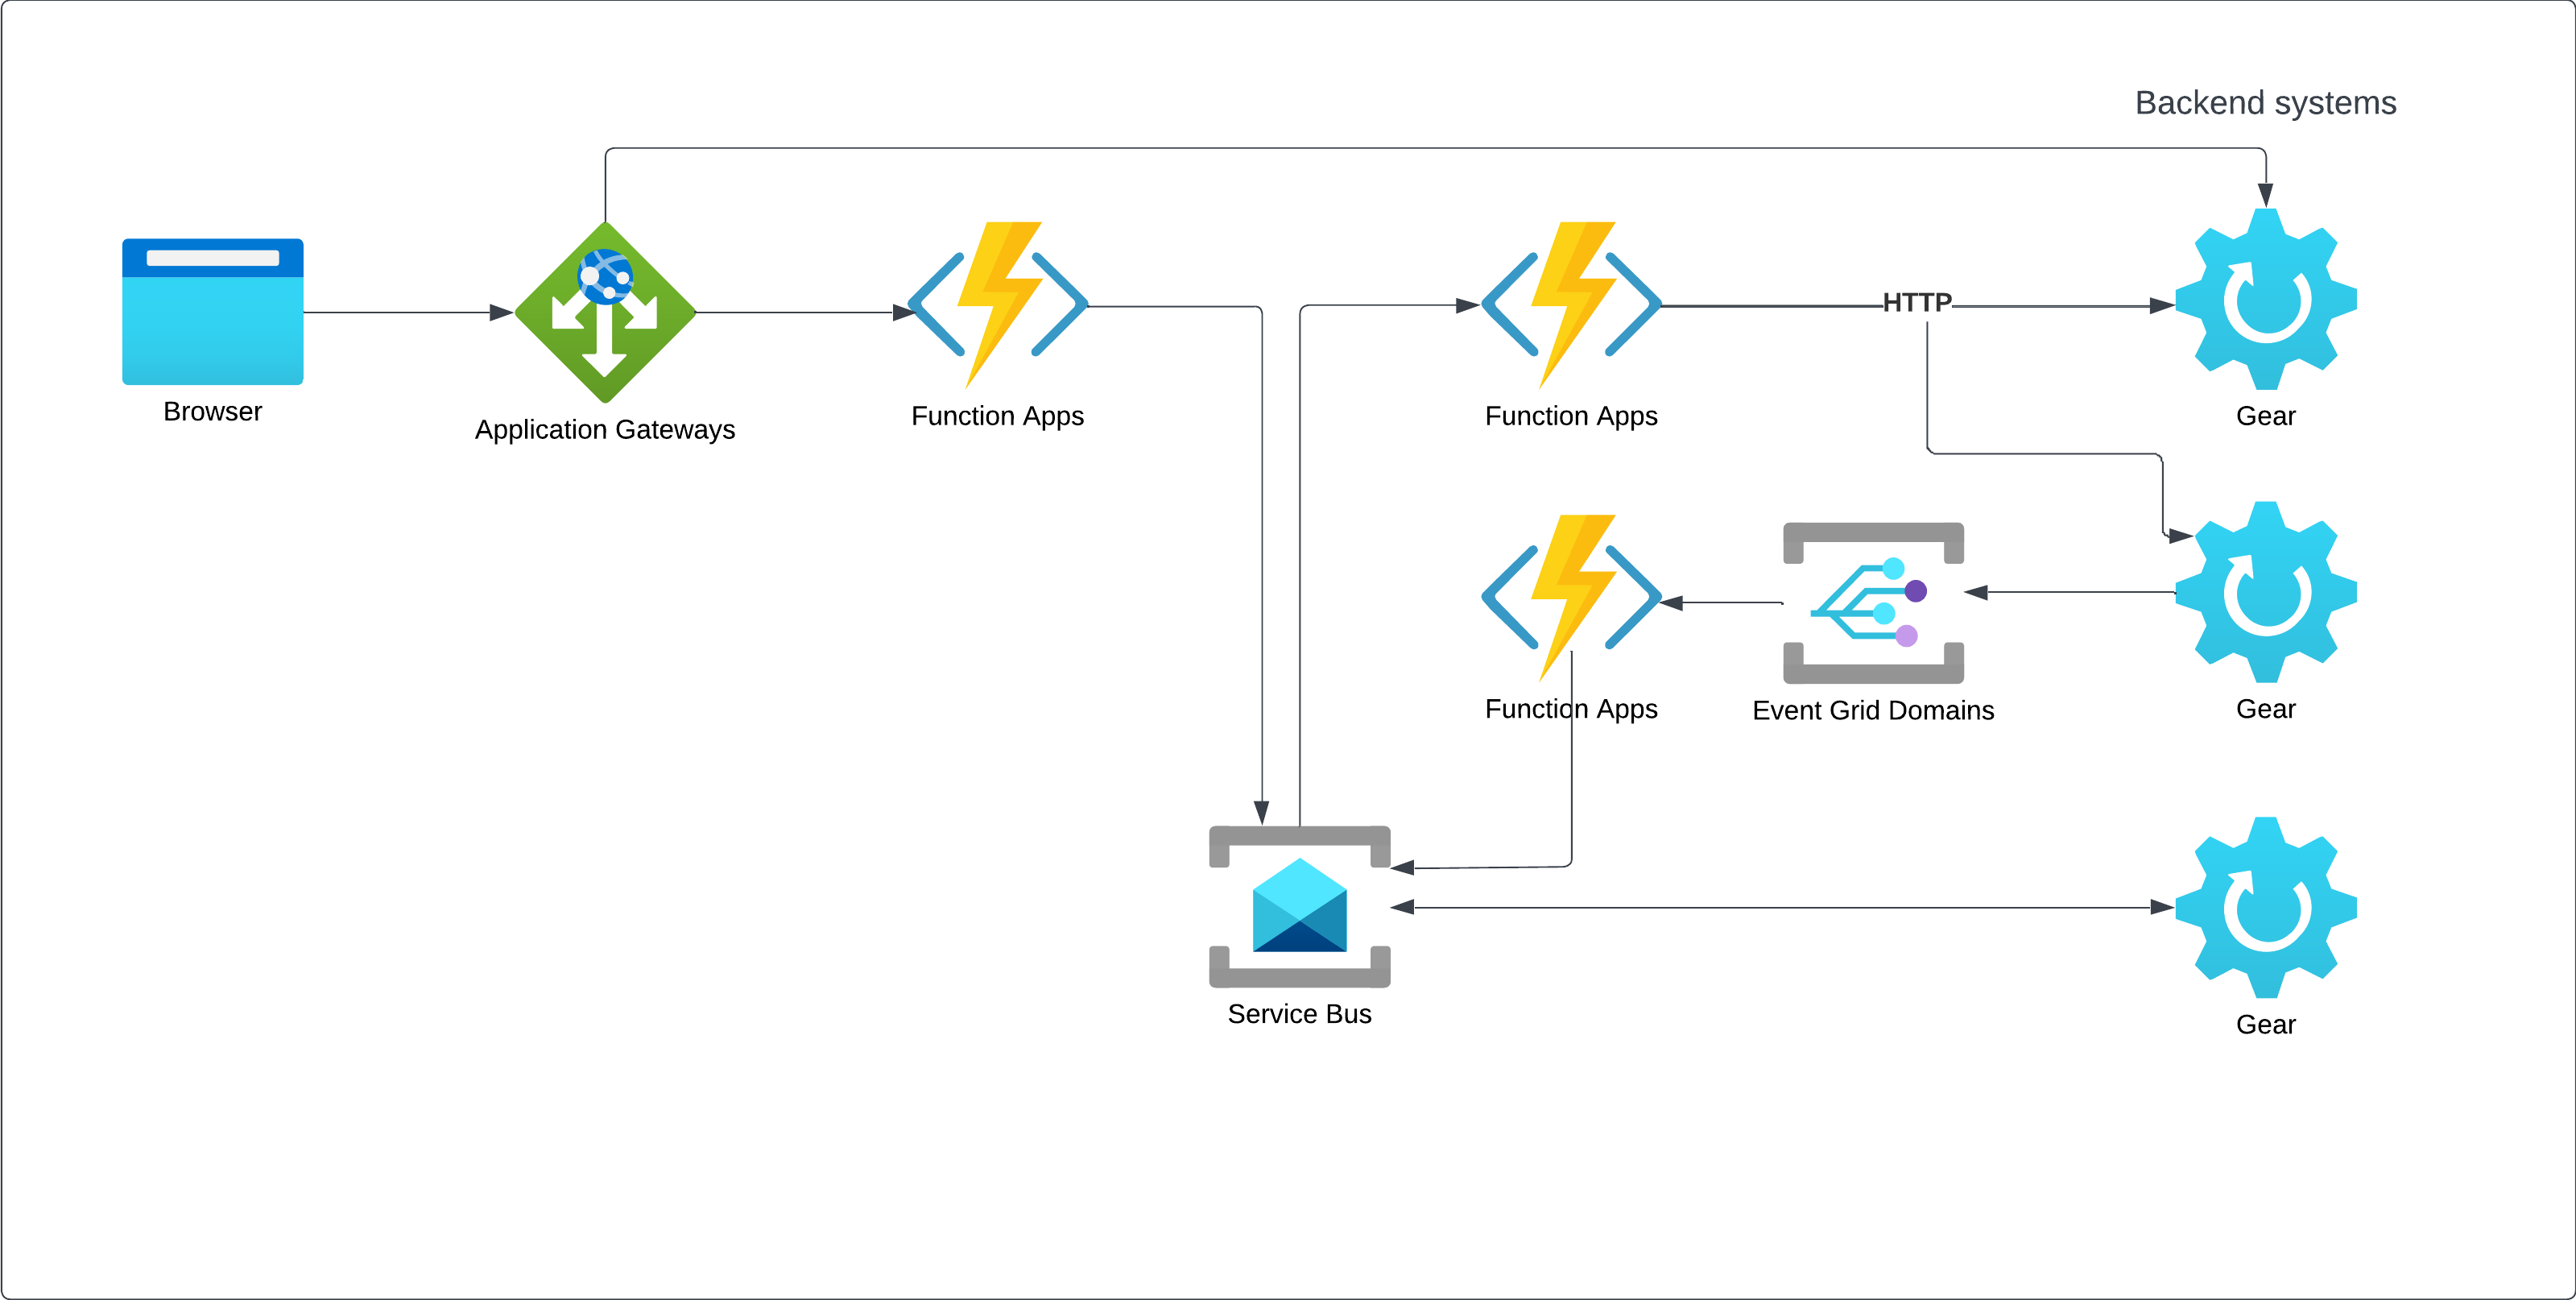 Backend systems
Browser
Application Gateways
Function Apps
Function Apps
HTTP
Gear
Function Apps
Event Grid Domains
Gear
Service Bus
Gear